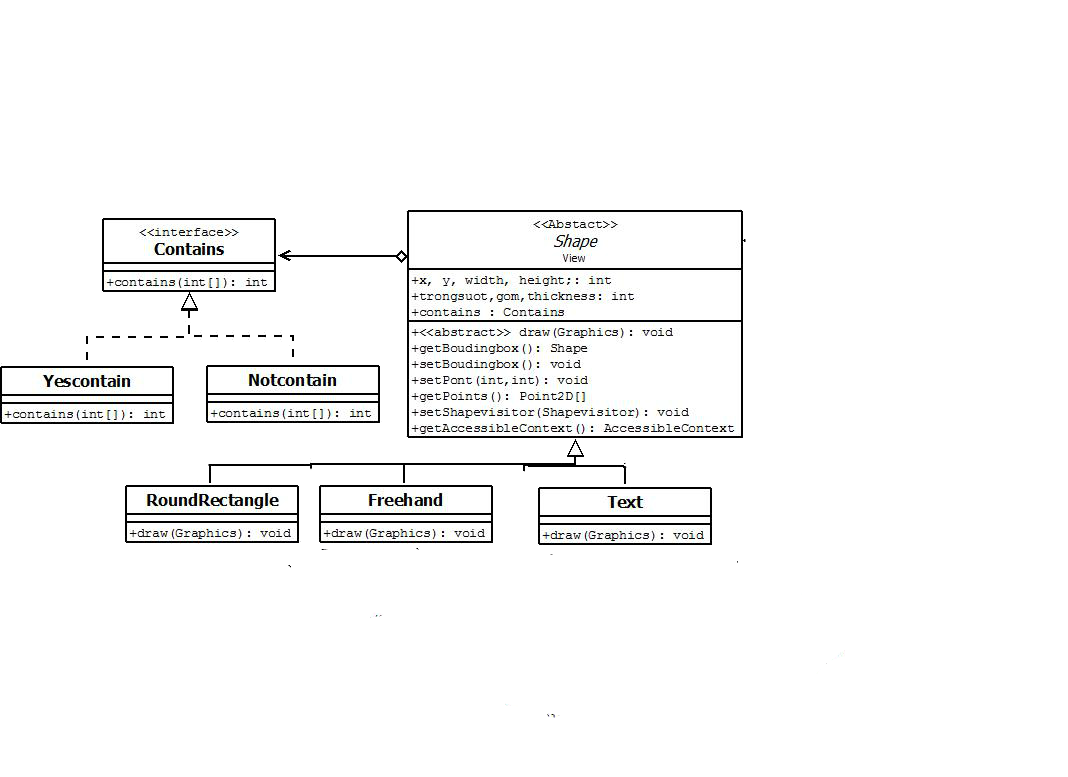 <<interface>>
Contains
+contains(int[]): int
<<Abstact>>
Shape
View
+x, y, width, height;: int
+trongsuot,gom,thickness: int
+contains : Contains
+<<abstract>> draw(Graphics): void
+getBoudingbox(): Shape
+setBoudingbox(): void
+setPont(int,int): void
+getPoints(): Point2D[]
+setShapevisitor(Shapevisitor): void
+getAccessibleContext(): AccessibleContext
Yescontain
+contains(int[]): int
Notcontain
+contains(int[]): int
RoundRectangle
+draw(Graphics): void
Freehand
+draw(Graphics): void
Text
+draw(Graphics): void